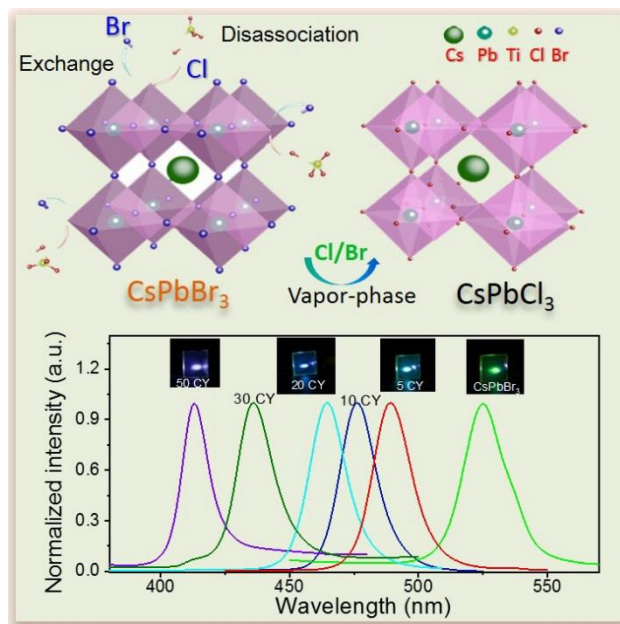 Br
Disassociation
Exchange
Cl
Cs Pb Ti Cl Br
Cl/Br
Vapor-phase
CsPbBr₃
CsPbCl₃
50 CY
30 CY
20 CY
10 CY
5 CY
CsPbBr₃
Normalized intensity (a.u.)
1.2
0.9
0.6
0.3
0.0
400 450 500 550
Wavelength (nm)